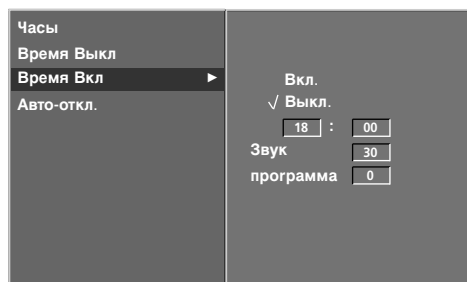 Часы
Время Выкл
Время Вкл ►
Авто-откл.
Вкл.
√ Выкл.
18 : 00
Звук 30
программа 0